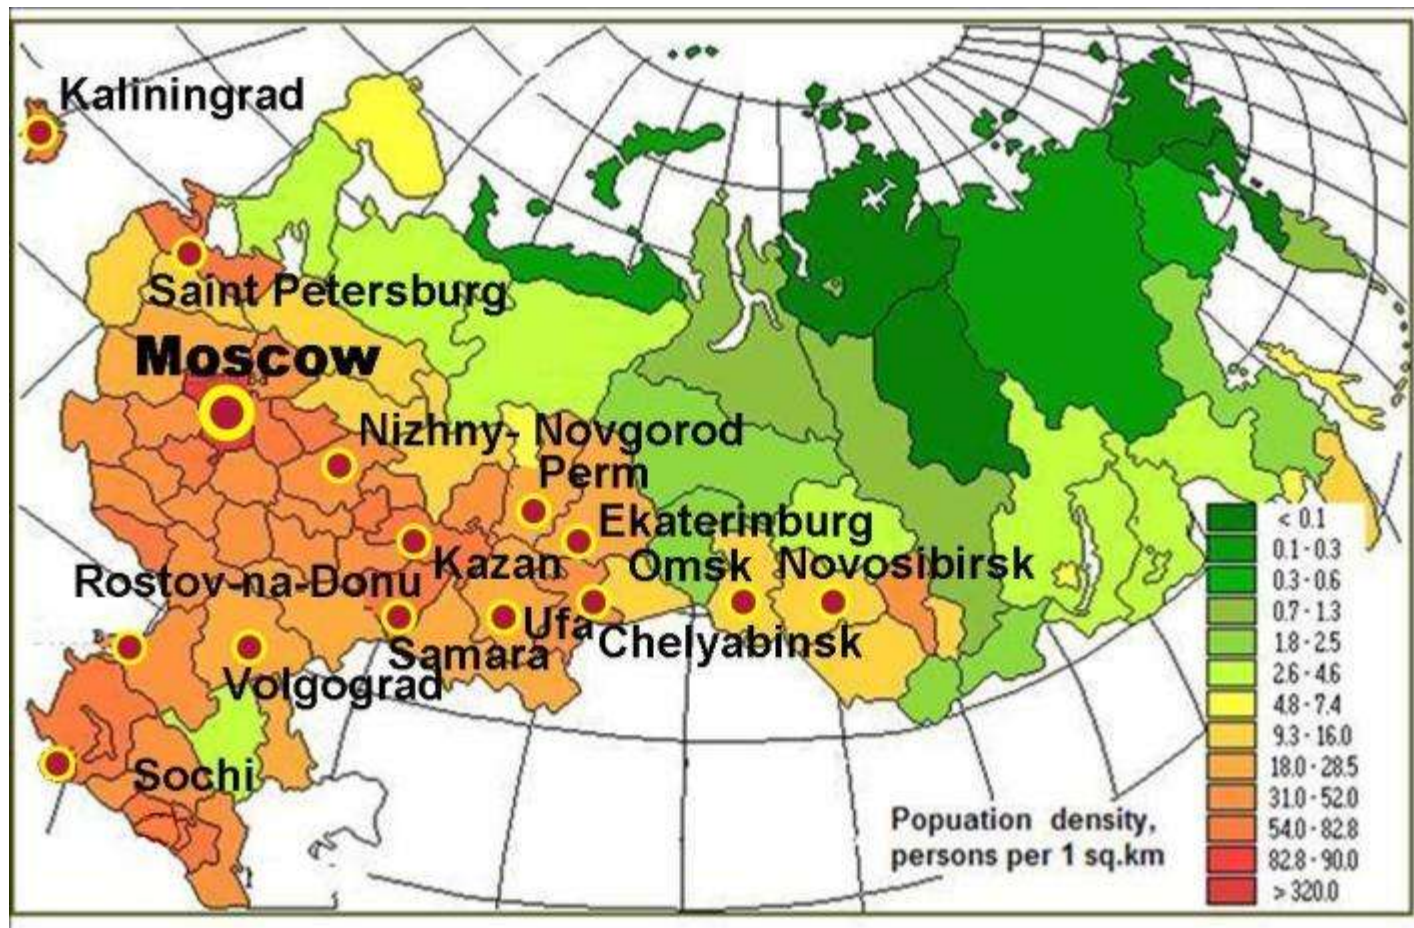 Kaliningrad
Saint Petersburg
Moscow
Nizhny- Novgorod
Perm
Ekaterinburg
Kazan
Omsk
Novosibirsk
Rostov-na-Donu
Ufa
Chelyabinsk
Samara
Volgograd
Sochi
< 0.1
0.1 - 0.3
0.3 - 0.6
0.7 - 1.3
1.8 - 2.5
2.6 - 4.6
4.8 - 7.4
9.3 - 16.0
18.0 - 28.5
31.0 - 52.0
54.0 - 82.8
82.8 - 90.0
> 320.0
Popuation density,
persons per 1 sq.km